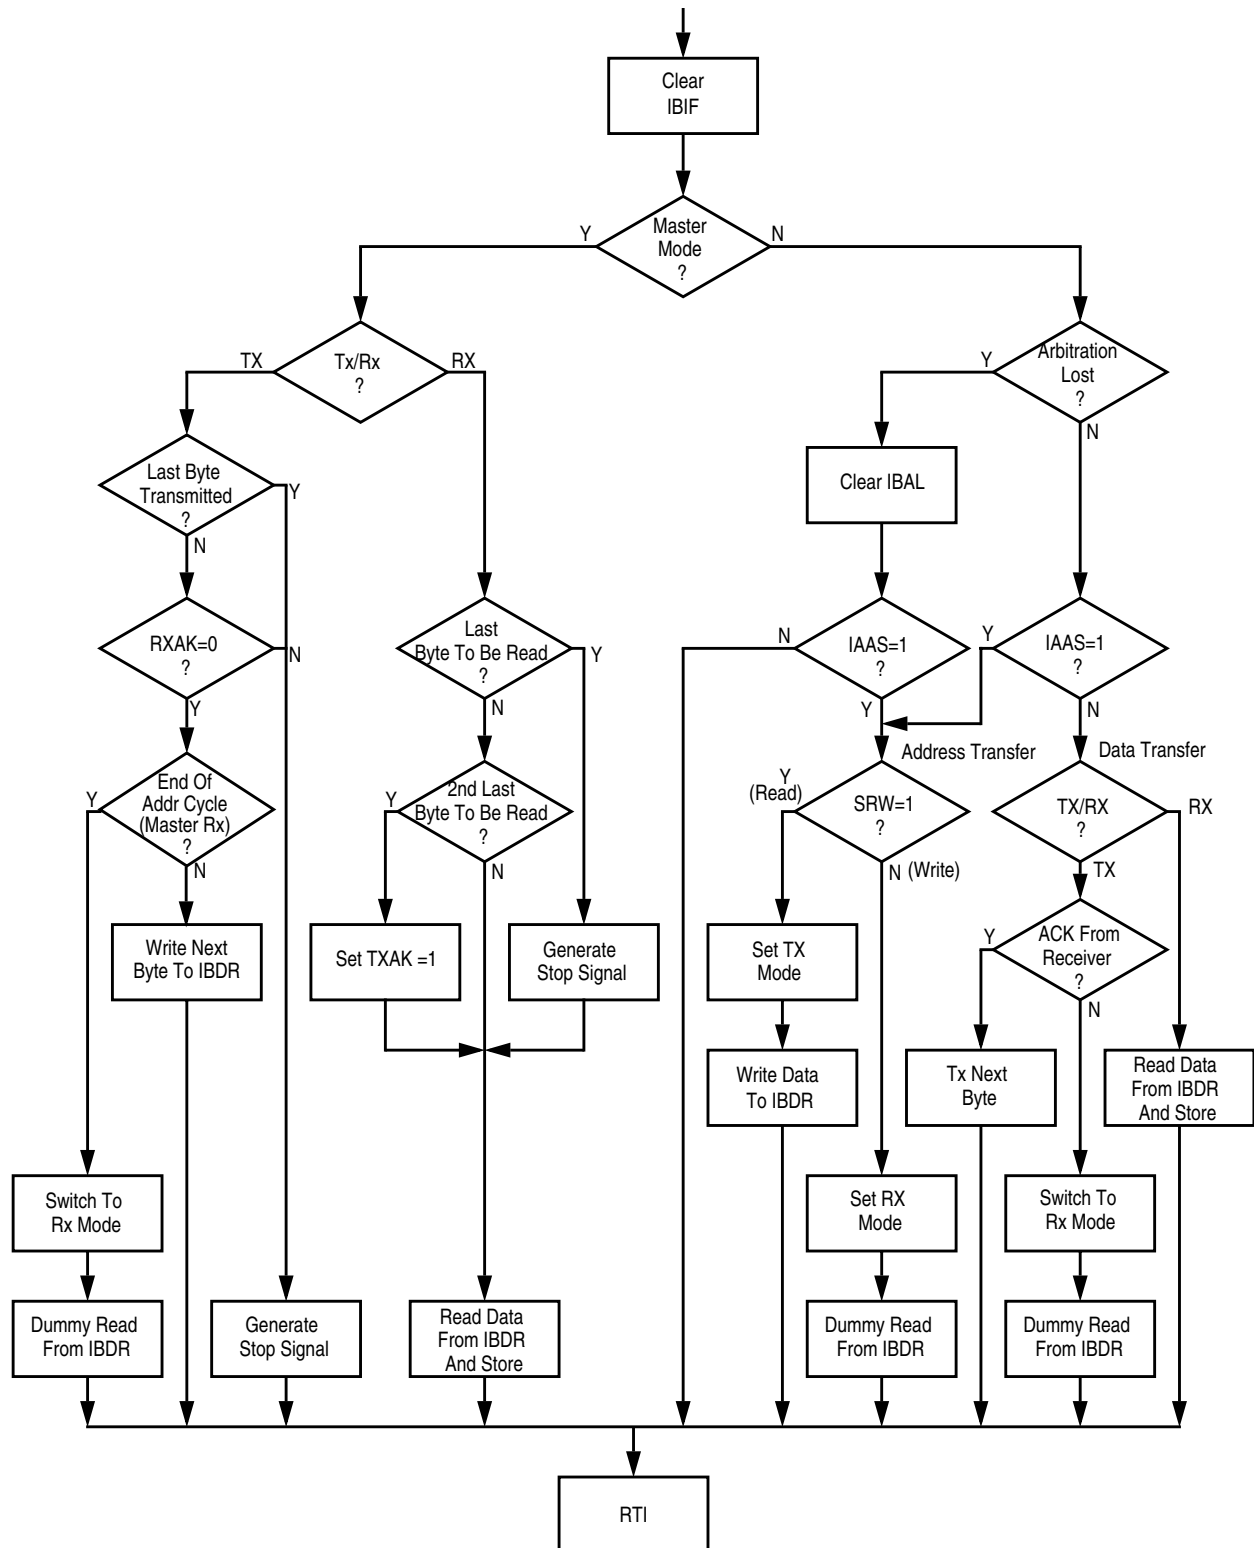 Clear
IBIF
Master
Mode
?
Y
N
Tx/Rx
?
TX
RX
Arbitration
Lost
?
Y
N
Last Byte
Transmitted
?
Y
N
Clear IBAL
RXAK=0
?
N
Y
Last
Byte To Be Read
?
Y
N
IAAS=1
?
N
Y
IAAS=1
?
Y
N
Address Transfer
Data Transfer
End Of
Addr Cycle
(Master Rx)
?
Y
N
2nd Last
Byte To Be Read
?
Y
N
SRW=1
?
Y
(Read)
N (Write)
TX/RX
?
RX
TX
Write Next
Byte To IBDR
Set TXAK =1
Generate
Stop Signal
Set TX
Mode
ACK From
Receiver
?
Y
N
Write Data
To IBDR
Tx Next
Byte
Read Data
From IBDR
And Store
Switch To
Rx Mode
Set RX
Mode
Switch To
Rx Mode
Dummy Read
From IBDR
Generate
Stop Signal
Read Data
From IBDR
And Store
Dummy Read
From IBDR
Dummy Read
From IBDR
RTI